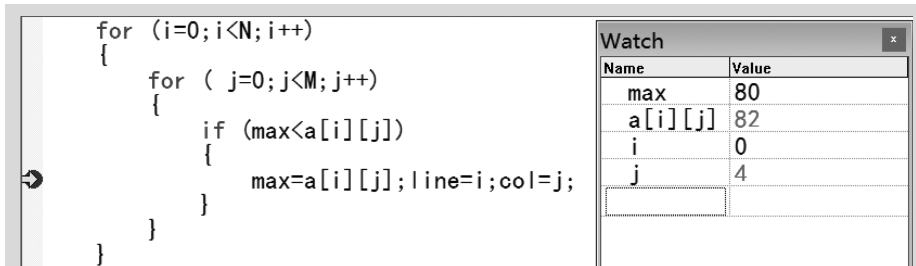 for (i=0;i<N;i++)
{
for ( j=0;j<M;j++)
{
if (max<a[i][j])
{
max=a[i][j];line=i;col=j;
}
}
}
Watch x
Name Value
max 80
a[i][j] 82
i 0
j 4